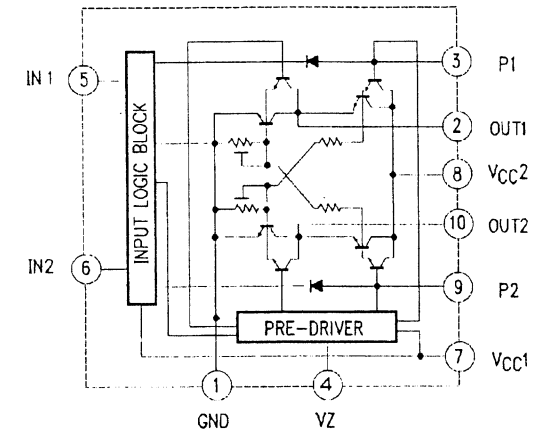 3 P1
IN 1 5
2 OUT1
INPUT LOGIC BLOCK
8 VCC2
10 OUT2
IN2 6
9 P2
PRE-DRIVER
7 VCC1
1 4
GND VZ